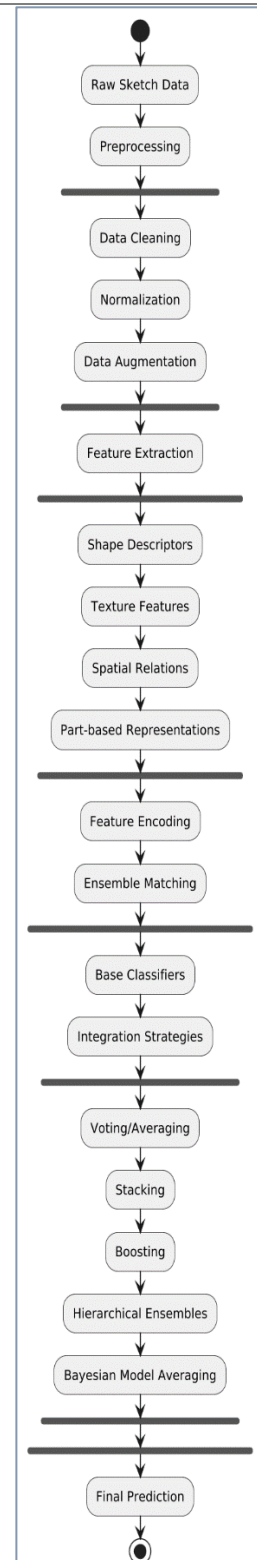 Raw Sketch Data
Preprocessing
Data Cleaning
Normalization
Data Augmentation
Feature Extraction
Shape Descriptors
Texture Features
Spatial Relations
Part-based Representations
Feature Encoding
Ensemble Matching
Base Classifiers
Integration Strategies
Voting/Averaging
Stacking
Boosting
Hierarchical Ensembles
Bayesian Model Averaging
Final Prediction